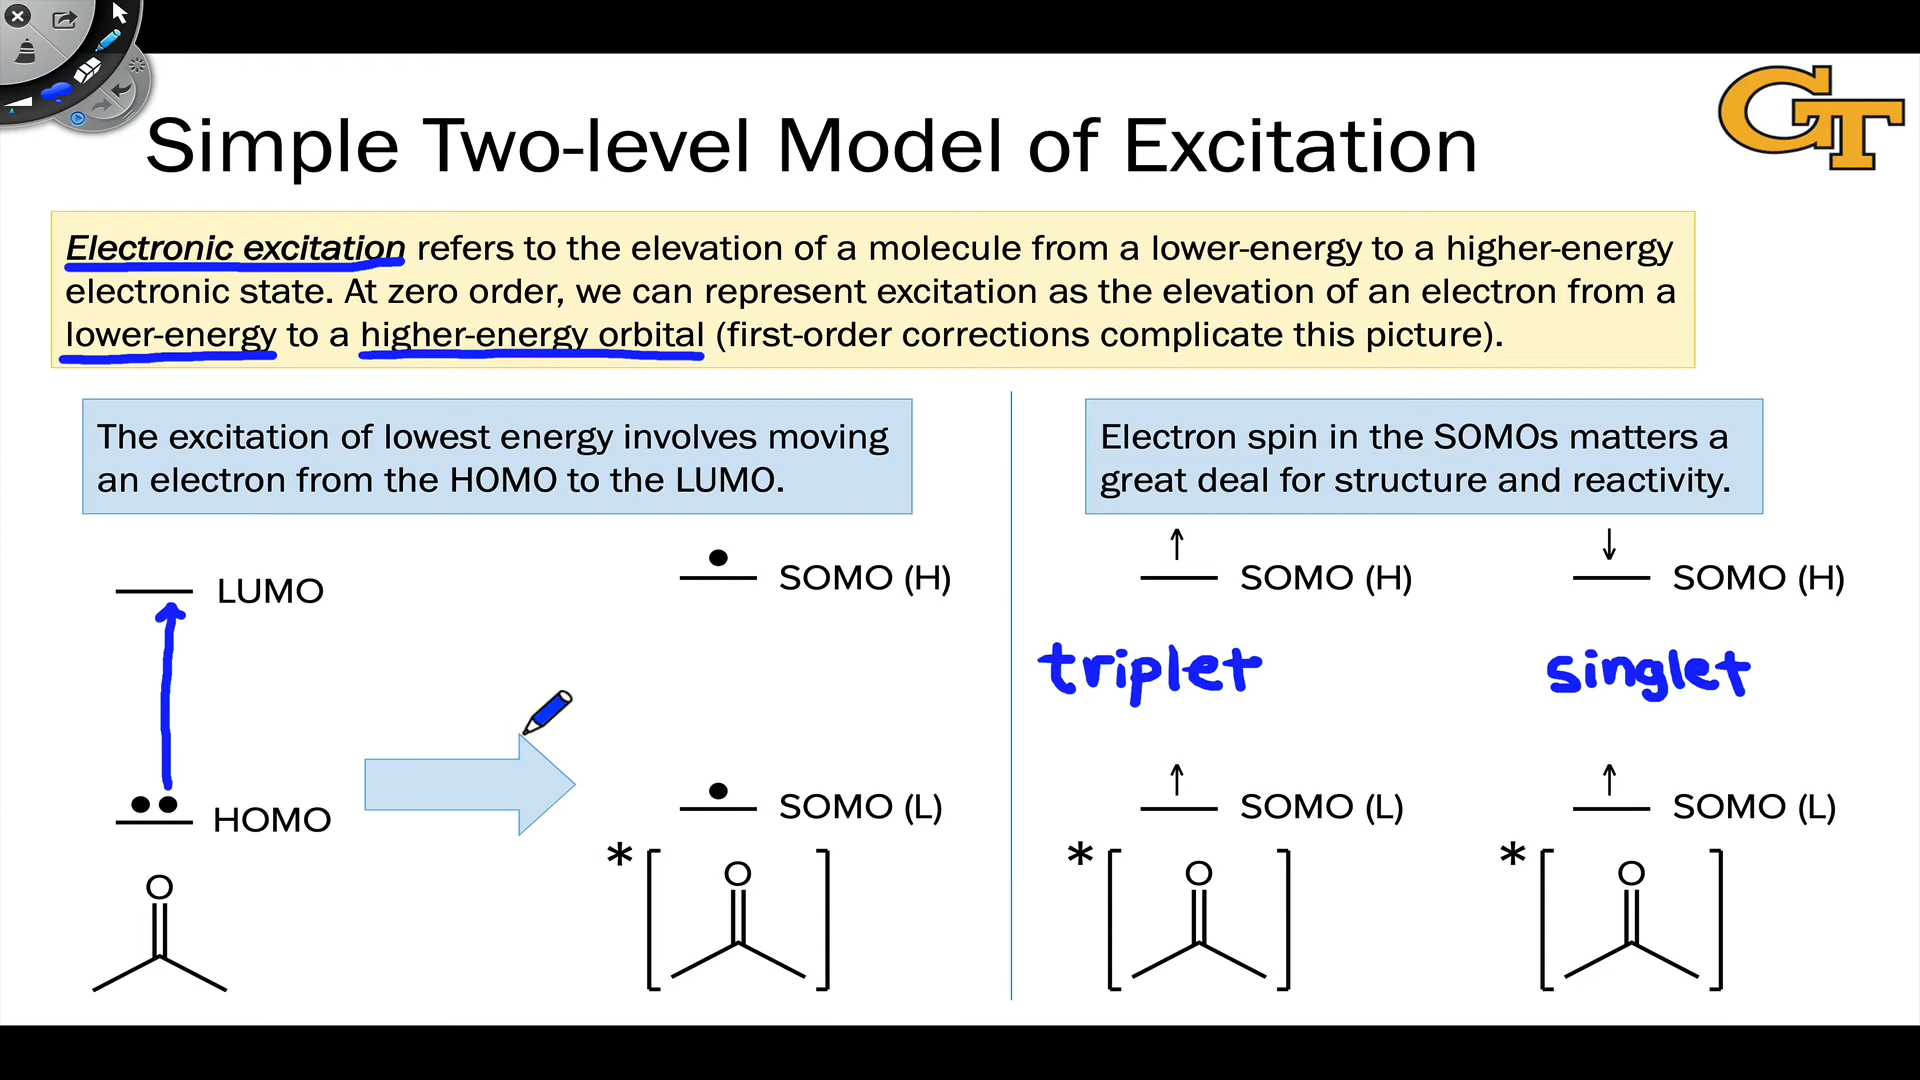 GT
Simple Two-level Model of Excitation
Electronic excitation refers to the elevation of a molecule from a lower-energy to a higher-energy
electronic state. At zero order, we can represent excitation as the elevation of an electron from a
lower-energy to a higher-energy orbital (first-order corrections complicate this picture).
The excitation of lowest energy involves moving
an electron from the HOMO to the LUMO.
LUMO
SOMO (H)
HOMO
SOMO (L)
O
*
O
Electron spin in the SOMOs matters a
great deal for structure and reactivity.
SOMO (H)
SOMO (H)
triplet
singlet
SOMO (L)
SOMO (L)
*
O
*
O